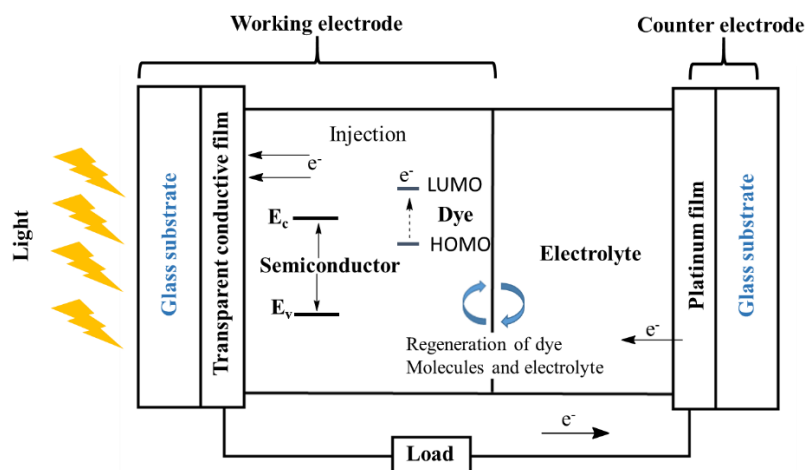 Working electrode
Counter electrode
Light
Glass substrate
Transparent conductive film
Injection
e-
e-
LUMO
Dye
HOMO
Ec
Semiconductor
Ev
Electrolyte
Regeneration of dye
Molecules and electrolyte
e-
Platinum film
Glass substrate
e-
Load